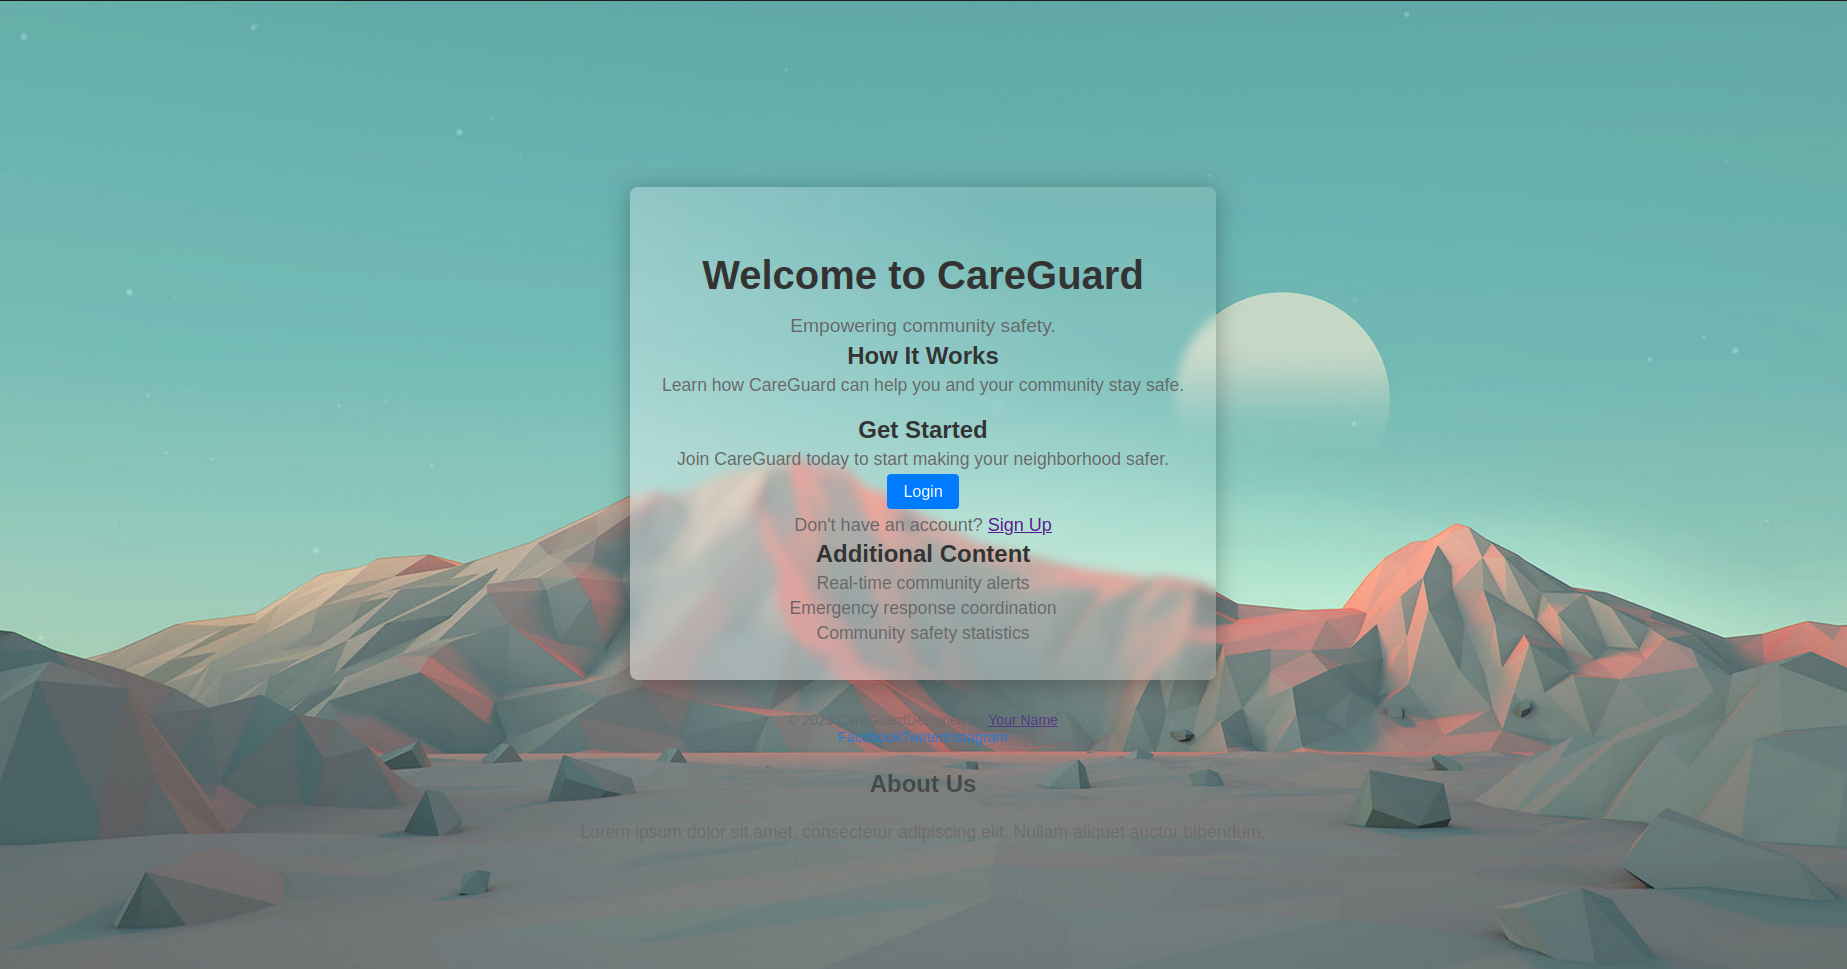 Welcome to CareGuard
Empowering community safety.
How It Works
Learn how CareGuard can help you and your community stay safe.
Get Started
Join CareGuard today to start making your neighborhood safer.
Login
Don't have an account? Sign Up
Additional Content
Real-time community alerts
Emergency response coordination
Community safety statistics
© 2023 CareGuardDesigned by Your Name
FacebookTwitterInstagram
About Us
Lorem ipsum dolor sit amet, consectetur adipiscing elit. Nullam aliquet auctor bibendum.